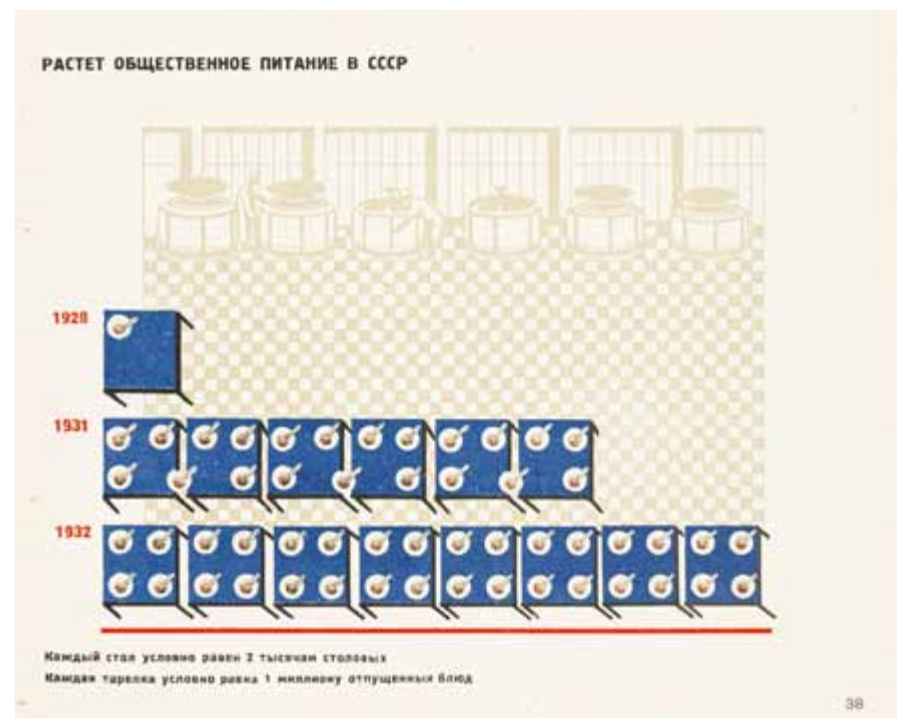 РАСТЕТ ОБЩЕСТВЕННОЕ ПИТАНИЕ В СССР
1928
1931
1932
Каждый стол условно равен 2 тысячам столовых
Каждая тарелка условно равна 1 миллиону отпущенных блюд
38